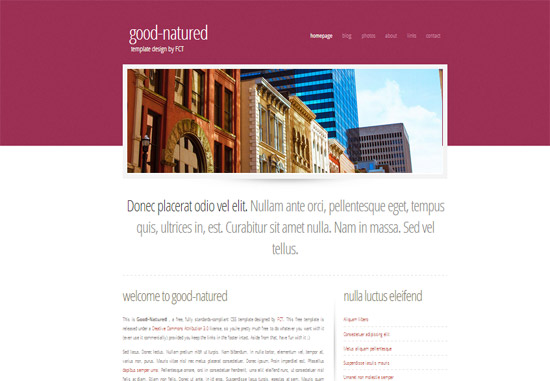 good-natured
template design by FCT
homepage blog photos about links contact
Donec placerat odio vel elit. Nullam ante orci, pellentesque eget, tempus
quis, ultrices in, est. Curabitur sit amet nulla. Nam in massa. Sed vel
tellus.
welcome to good-natured
This is Good-Natured , a free, fully standards-compliant CSS template designed by FCT. This free template is
released under a Creative Commons Attribution 3.0 license, so you're pretty much free to do whatever you want with it
(even use it commercially) provided you keep the links in the footer intact. Aside from that, have fun with it :)
Sed lacus. Donec lectus. Nullam pretium nibh ut turpis. Nam bibendum. In nulla tortor, elementum vel, tempor at,
varius non, purus. Mauris vitae nisl nec metus placerat consectetuer. Donec ipsum. Proin imperdiet est. Phasellus
dapibus semper urna. Pellentesque ornare, orci in consectetuer hendrerit, urna elit eleifend nunc, ut consectetuer nisl
felis ac diam. Etiam non felis. Donec ut ante. In id eros. Suspendisse lacus turpis, cursus egestas at sem. Mauris quam
nulla luctus eleifend
Aliquam libero
Consectetuer adipiscing elit
Metus aliquam pellentesque
Suspendisse iaculis mauris
Urnanet non molestie semper